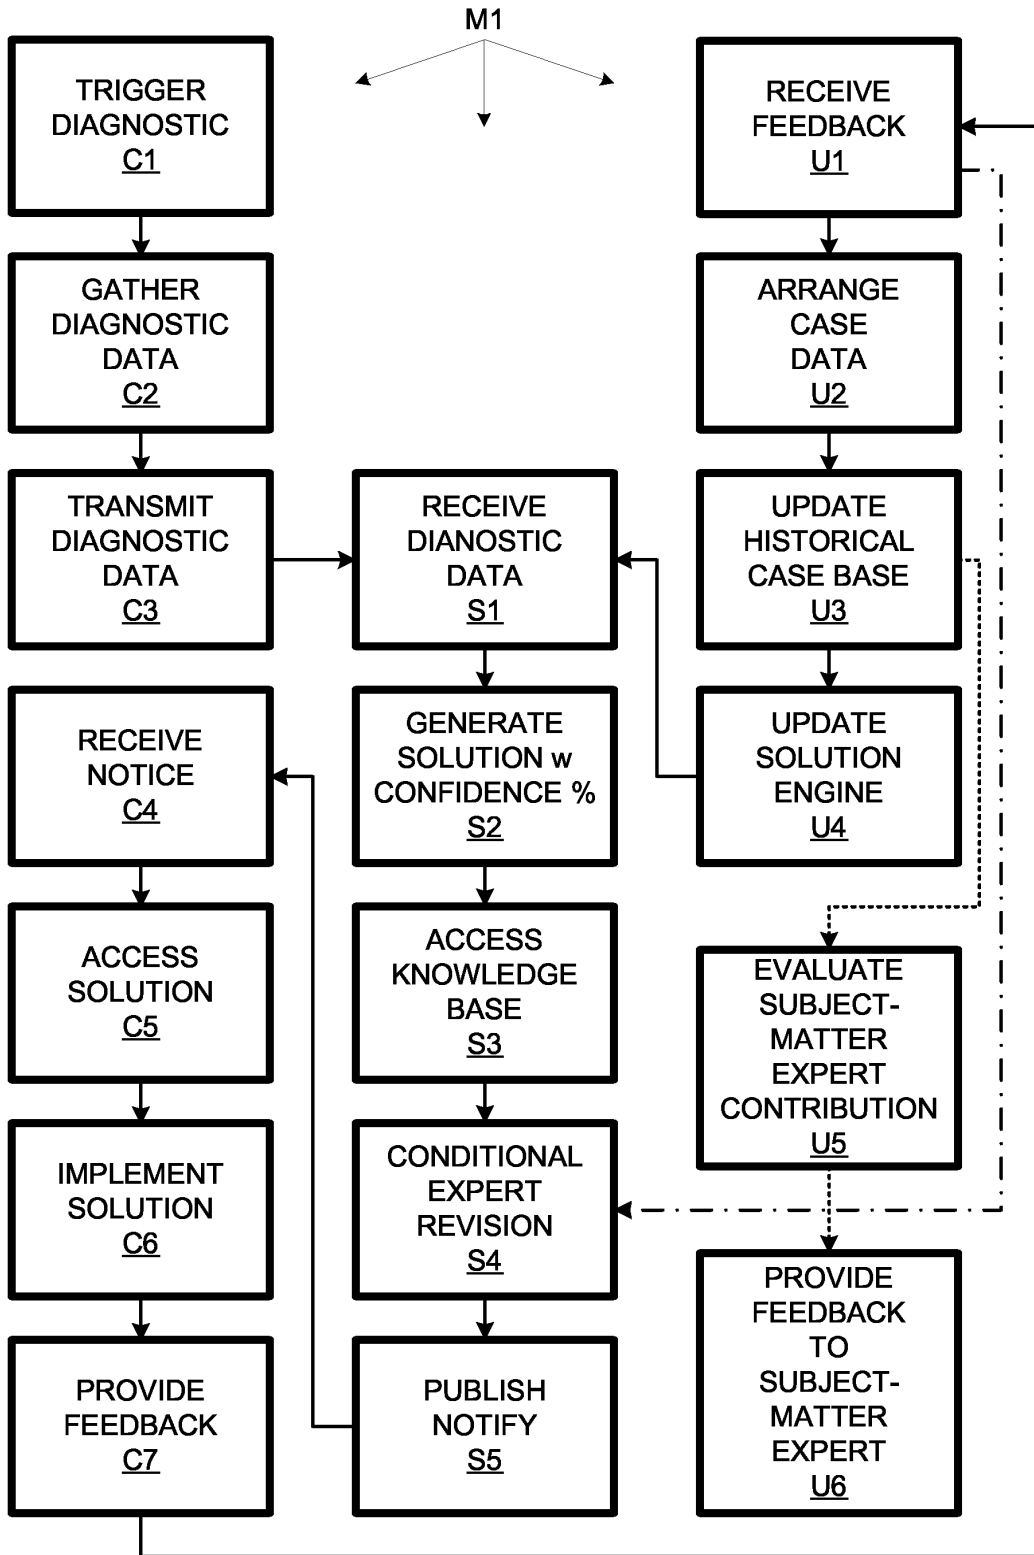 M1
TRIGGER
DIAGNOSTIC
C1
GATHER
DIAGNOSTIC
DATA
C2
TRANSMIT
DIAGNOSTIC
DATA
C3
RECEIVE
NOTICE
C4
ACCESS
SOLUTION
C5
IMPLEMENT
SOLUTION
C6
PROVIDE
FEEDBACK
C7
RECEIVE
DIANOSTIC
DATA
S1
GENERATE
SOLUTION w
CONFIDENCE %
S2
ACCESS
KNOWLEDGE
BASE
S3
CONDITIONAL
EXPERT
REVISION
S4
PUBLISH
NOTIFY
S5
RECEIVE
FEEDBACK
U1
ARRANGE
CASE
DATA
U2
UPDATE
HISTORICAL
CASE BASE
U3
UPDATE
SOLUTION
ENGINE
U4
EVALUATE
SUBJECT-
MATTER
EXPERT
CONTRIBUTION
U5
PROVIDE
FEEDBACK
TO
SUBJECT-
MATTER
EXPERT
U6